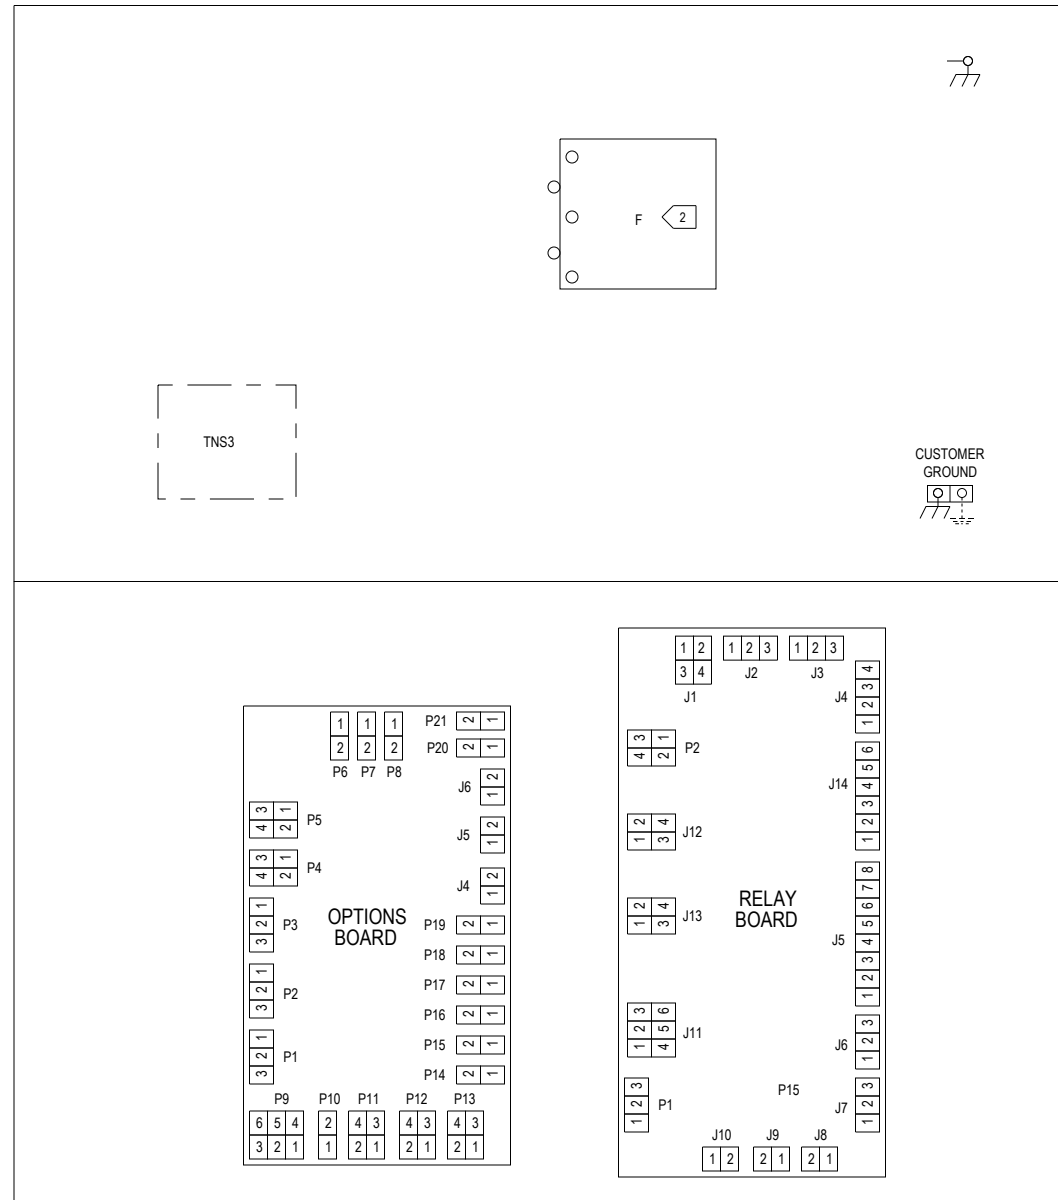 F 2
TNS3
CUSTOMER
GROUND
1 2
3 4
J1
1 2 3
J2
1 2 3
J3
4 3 2 1
J4
3 1
4 2
P2
6 5 4 3 2 1
J14
2 4
1 3
J12
2 4
1 3
J13
RELAY
BOARD
8 7 6 5 4 3 2 1
J5
3 6
2 5
1 4
J11
3 2 1
J6
3 2 1
P1
P15
3 2 1
J7
J10
1 2
J9
2 1
J8
2 1
1
2
P6
1
2
P7
1
2
P8
P21 2 1
P20 2 1
J6 2 1
3 1
4 2
P5
J5 2 1
3 1
4 2
P4
J4 2 1
OPTIONS
BOARD
1 2 3
P3
P19 2 1
P18 2 1
1 2 3
P2
P17 2 1
P16 2 1
1 2 3
P1
P15 2 1
P14 2 1
P9
6 5 4
3 2 1
P10
2
1
P11
4 3
2 1
P12
4 3
2 1
P13
4 3
2 1